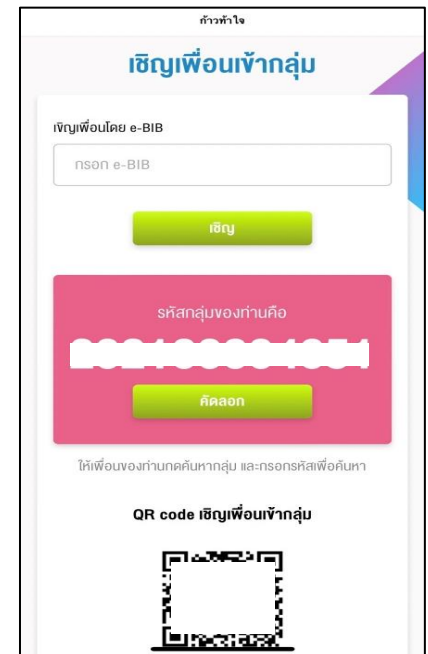 ก้าวท้าใจ
เชิญเพื่อนเข้ากลุ่ม
เชิญเพื่อนโดย e-BIB
กรอก e-BIB
เชิญ
รหัสกลุ่มของท่านคือ
คัดลอก
ให้เพื่อนของท่านกดค้นหากลุ่ม และกรอกรหัสเพื่อค้นหา
QR code เชิญเพื่อนเข้ากลุ่ม